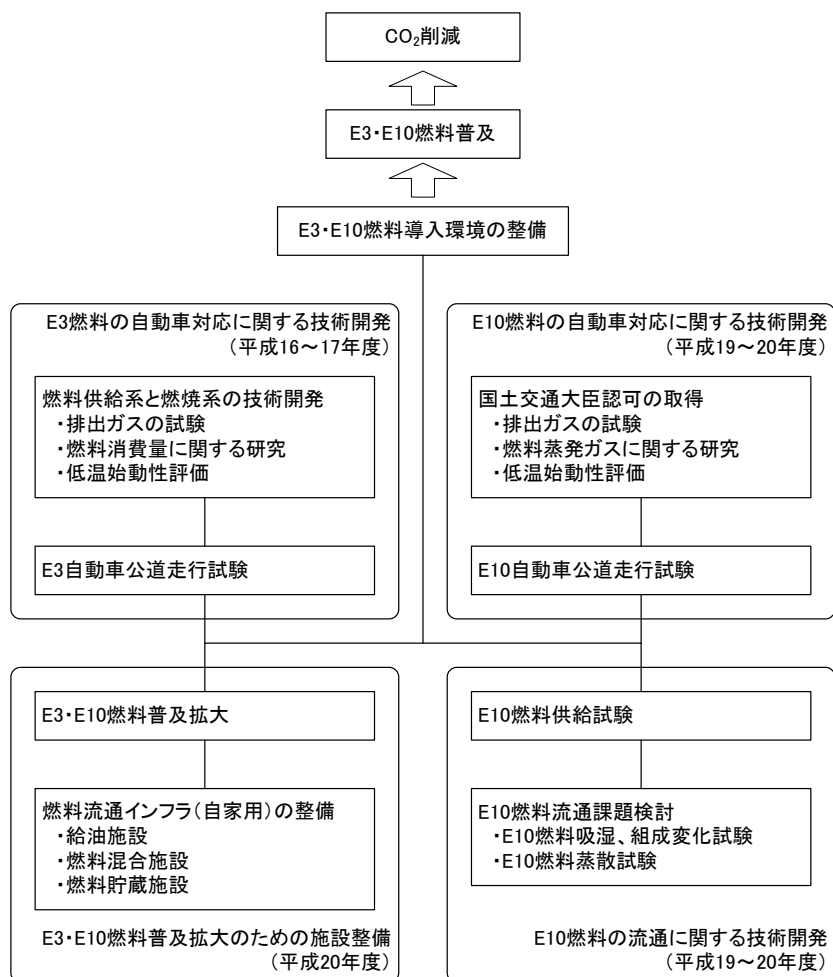 CO₂削減
E3・E10燃料普及
E3・E10燃料導入環境の整備
E3燃料の自動車対応に関する技術開発
(平成16～17年度)
燃料供給系と燃焼系の技術開発
・排出ガスの試験
・燃料消費量に関する研究
・低温始動性評価
E3自動車公道走行試験
E10燃料の自動車対応に関する技術開発
(平成19～20年度)
国土交通大臣認可の取得
・排出ガスの試験
・燃料蒸発ガスに関する研究
・低温始動性評価
E10自動車公道走行試験
E3・E10燃料普及拡大
燃料流通インフラ(自家用)の整備
・給油施設
・燃料混合施設
・燃料貯蔵施設
E3・E10燃料普及拡大のための施設整備
(平成20年度)
E10燃料供給試験
E10燃料流通課題検討
・E10燃料吸湿、組成変化試験
・E10燃料蒸散試験
E10燃料の流通に関する技術開発
(平成19～20年度)